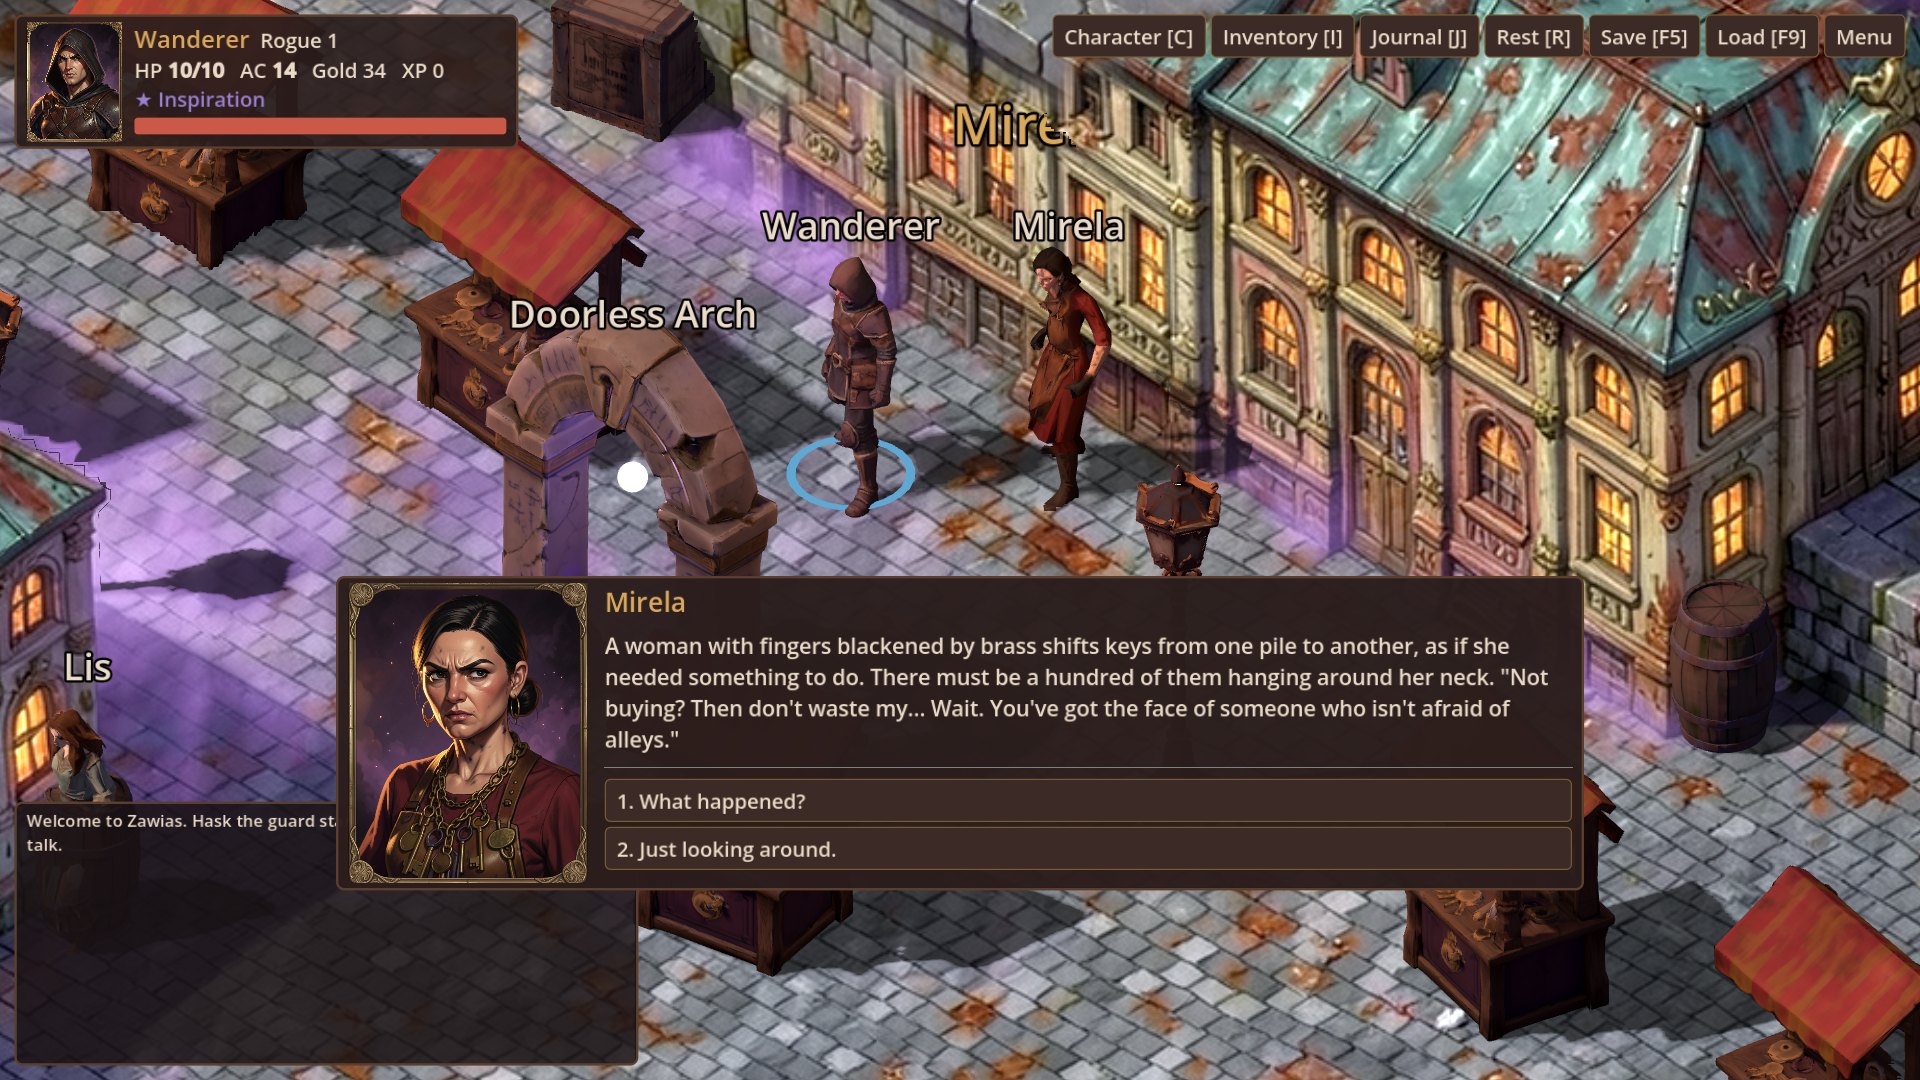 Wanderer Rogue 1
HP 10/10 AC 14 Gold 34 XP 0
★ Inspiration
Character [C] Inventory [I] Journal [J] Rest [R] Save [F5] Load [F9] Menu
Wanderer
Mirela
Doorless Arch
Lis
Mirela
A woman with fingers blackened by brass shifts keys from one pile to another, as if she
needed something to do. There must be a hundred of them hanging around her neck. "Not
buying? Then don't waste my... Wait. You've got the face of someone who isn't afraid of
alleys."
1. What happened?
2. Just looking around.
Welcome to Zawias. Hask the guard
talk.